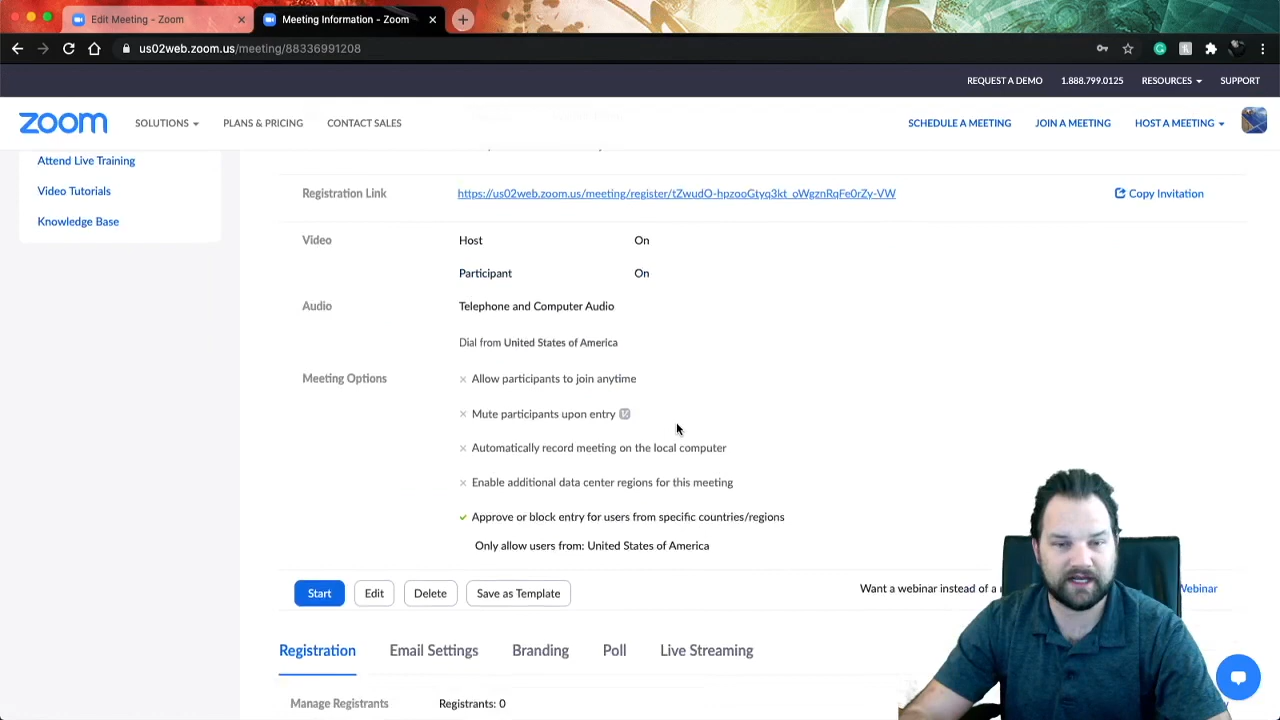 Edit Meeting - Zoom
Meeting Information - Zoom
us02web.zoom.us/meeting/88336991208
REQUEST A DEMO 1.888.799.0125 RESOURCES SUPPORT
zoom SOLUTIONS PLANS & PRICING CONTACT SALES SCHEDULE A MEETING JOIN A MEETING HOST A MEETING
Attend Live Training
Video Tutorials
Knowledge Base
Registration Link https://us02web.zoom.us/meeting/register/tZwudO-hpzooGtyq3kt_oWgznRqFe0rZy-VW Copy Invitation
Video Host On
Participant On
Audio Telephone and Computer Audio
Dial from United States of America
Meeting Options Allow participants to join anytime
Mute participants upon entry
Automatically record meeting on the local computer
Enable additional data center regions for this meeting
Approve or block entry for users from specific countries/regions
Only allow users from: United States of America
Start Edit Delete Save as Template Want a webinar instead of a Webinar
Registration Email Settings Branding Poll Live Streaming
Manage Registrants Registrants: 0